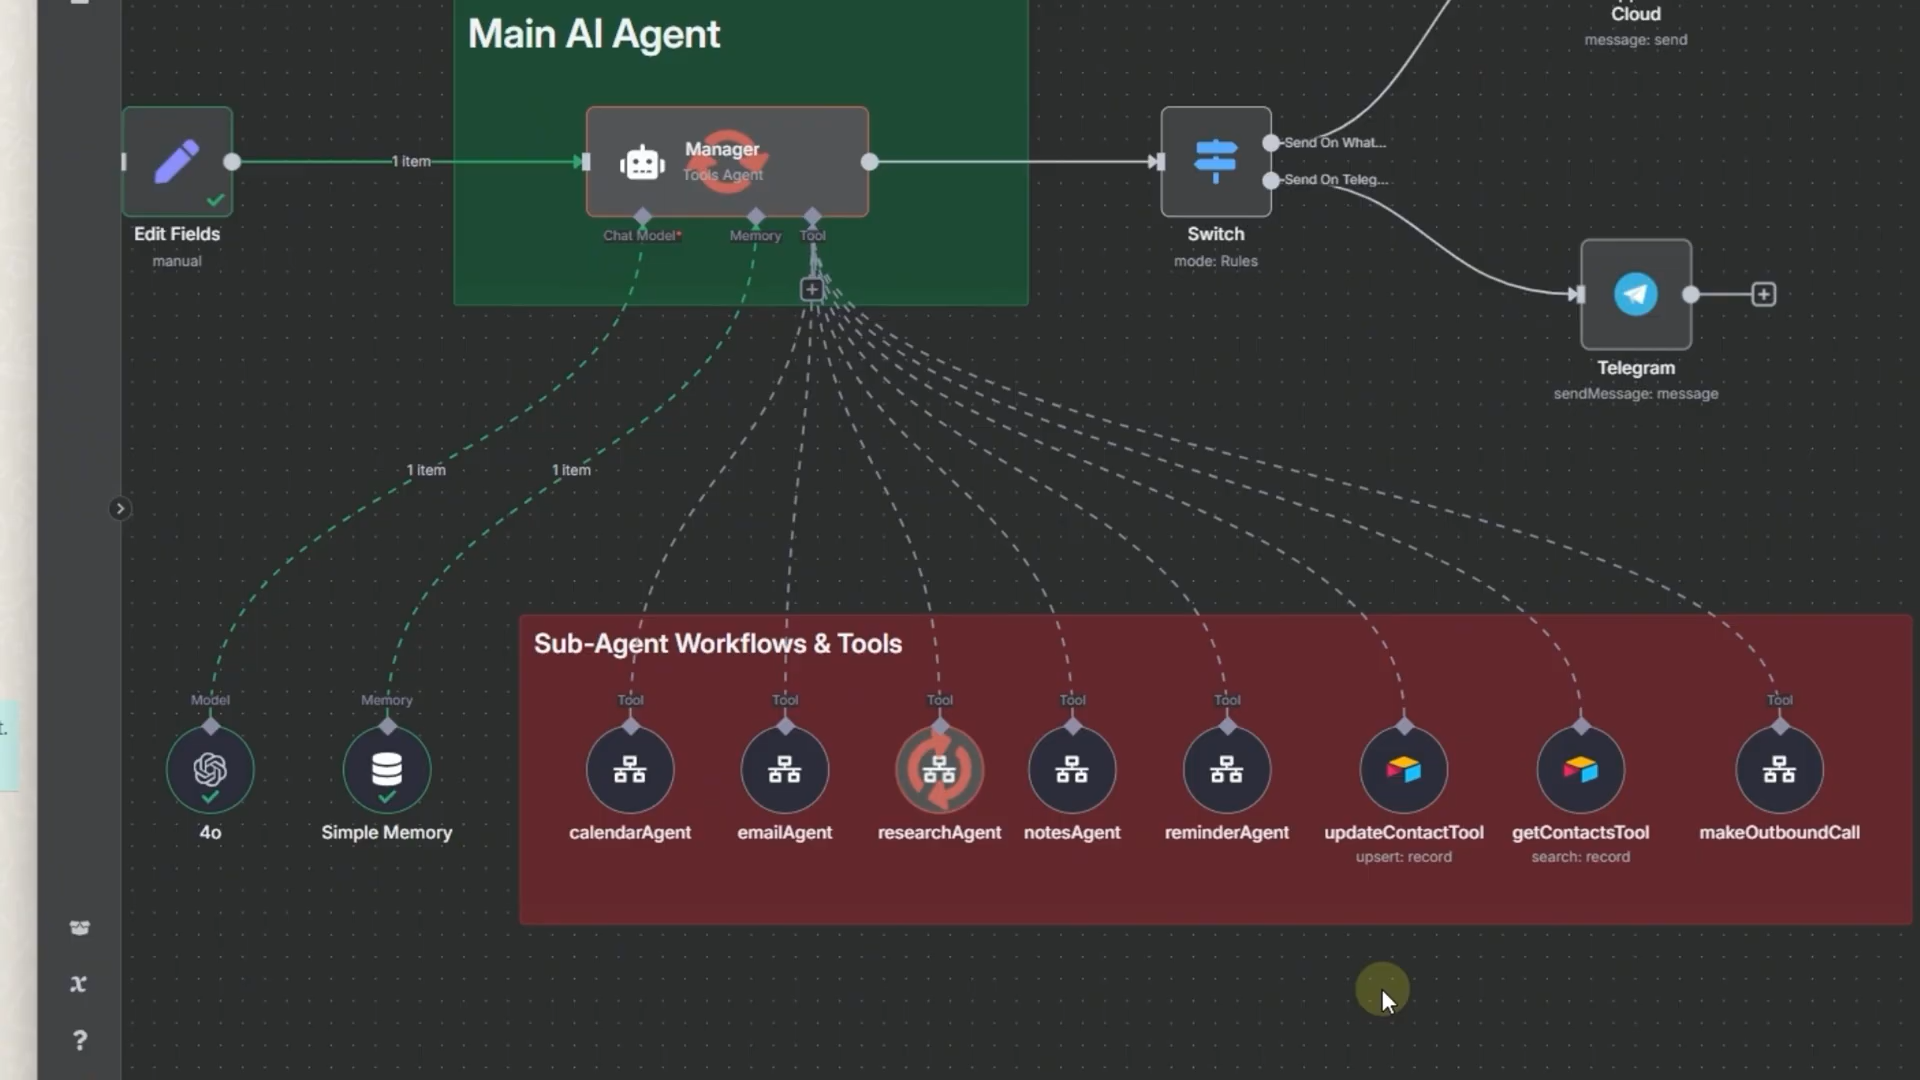 Main AI Agent
Cloud
message: send
Manager
Tools Agent
1 item
Send On What...
Send On Teleg...
Chat Model*
Memory
Tool
Edit Fields
manual
Switch
mode: Rules
Telegram
sendMessage: message
1 item
1 item
Sub-Agent Workflows & Tools
Model
Memory
Tool
Tool
Tool
Tool
Tool
Tool
t.
4o
Simple Memory
calendarAgent
emailAgent
researchAgent
notesAgent
reminderAgent
updateContactTool
getContactsTool
makeOutboundCall
upsert: record
search: record
x
?